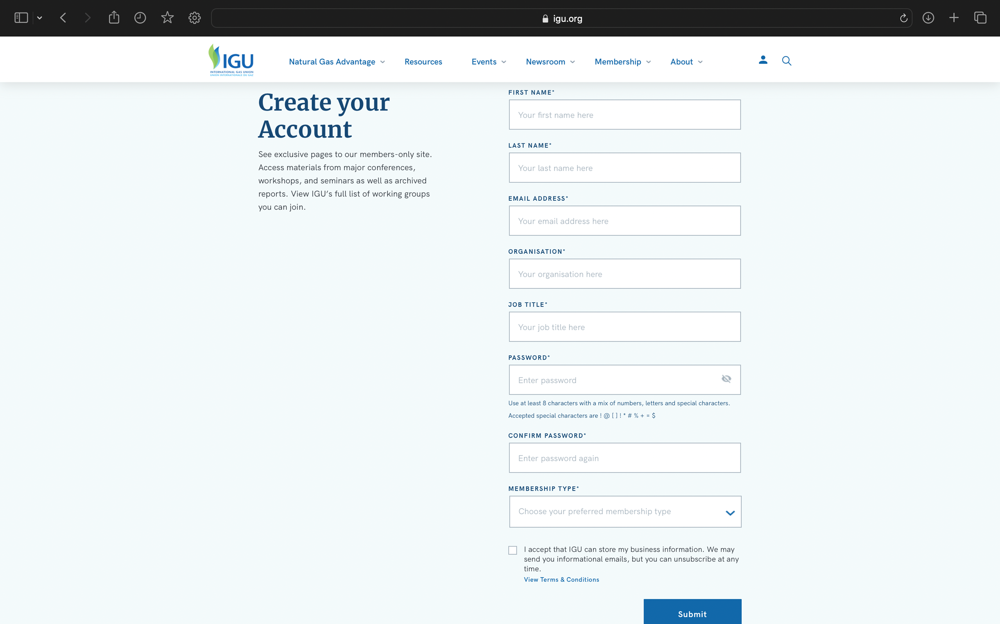 igu.org
IGU
INTERNATIONAL GAS UNION
UNION INTERNATIONALE DU GAZ
Natural Gas Advantage
Resources
Events
Newsroom
Membership
About
Create your
Account
See exclusive pages to our members-only site.
Access materials from major conferences,
workshops, and seminars as well as archived
reports. View IGU’s full list of working groups
you can join.
FIRST NAME*
Your first name here
LAST NAME*
Your last name here
EMAIL ADDRESS*
Your email address here
ORGANISATION*
Your organisation here
JOB TITLE*
Your job title here
PASSWORD*
Enter password
Use at least 8 characters with a mix of numbers, letters and special characters.
Accepted special characters are ! @ [ ] ! * # % + = $
CONFIRM PASSWORD*
Enter password again
MEMBERSHIP TYPE*
Choose your preferred membership type
I accept that IGU can store my business information. We may
send you informational emails, but you can unsubscribe at any
time.
View Terms & Conditions
Submit